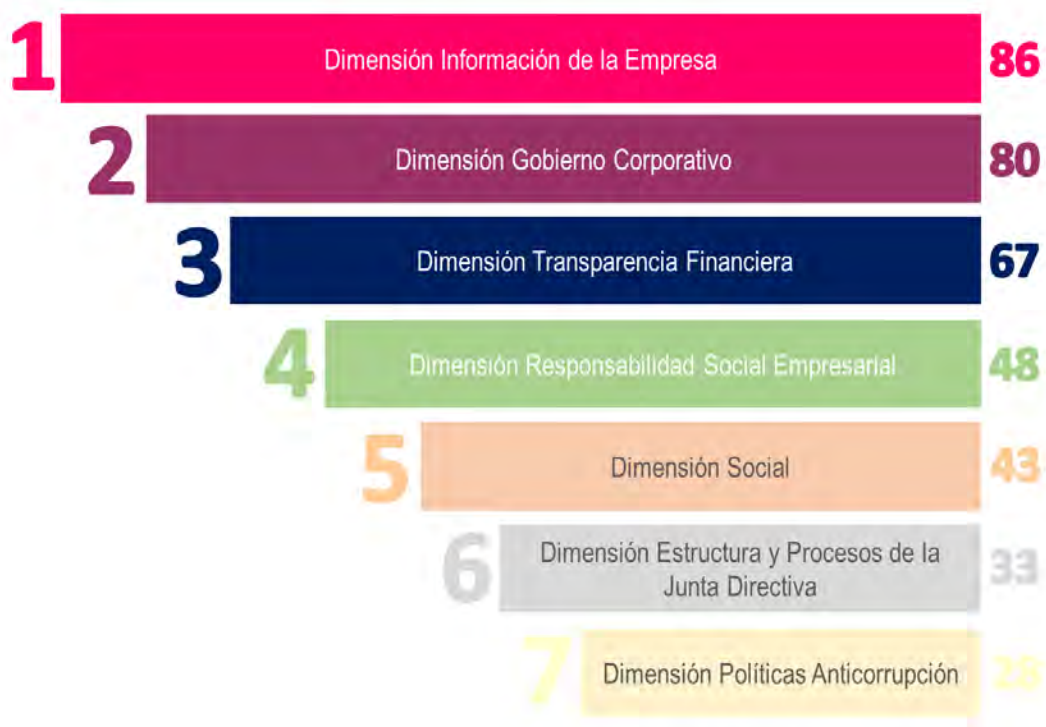 1 Dimensión Información de la Empresa 86
2 Dimensión Gobierno Corporativo 80
3 Dimensión Transparencia Financiera 67
4 Dimensión Responsabilidad Social Empresarial 48
5 Dimensión Social 43
6 Dimensión Estructura y Procesos de la
Junta Directiva 33
7 Dimensión Políticas Anticorrupción 28